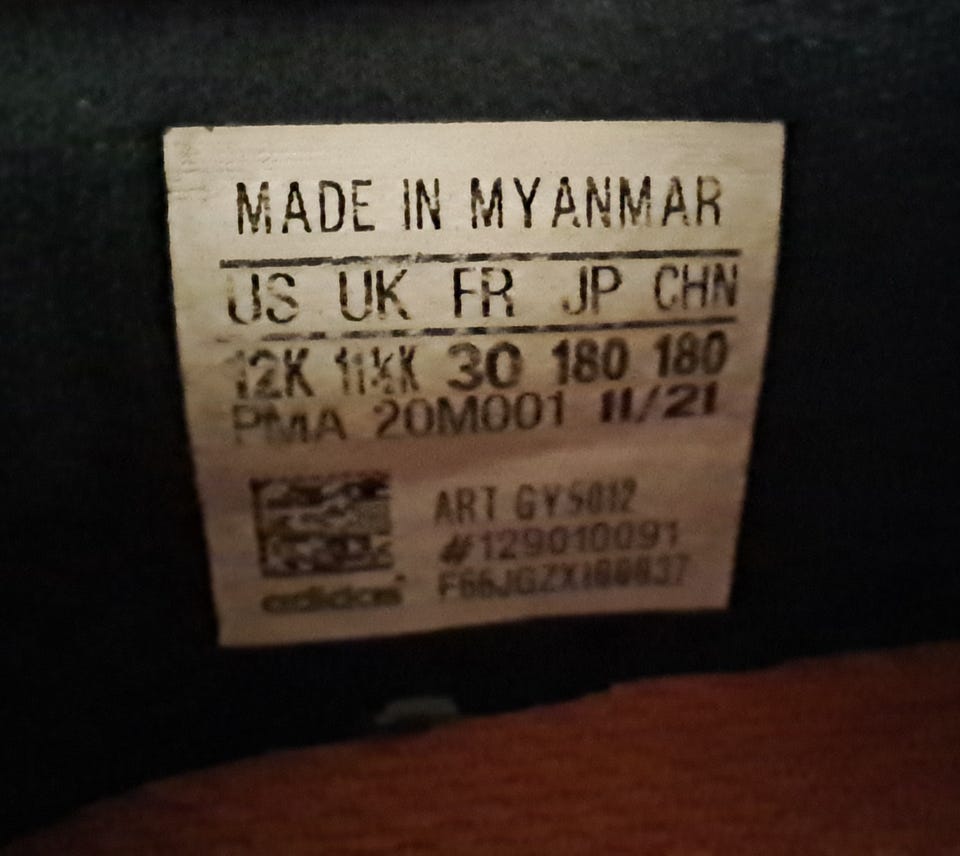 MADE IN MYANMAR
US UK FR JP CHN
12K 11½K 30 180 180
PMA 20M001 11/21
ART GY5012
#129010091
adidas